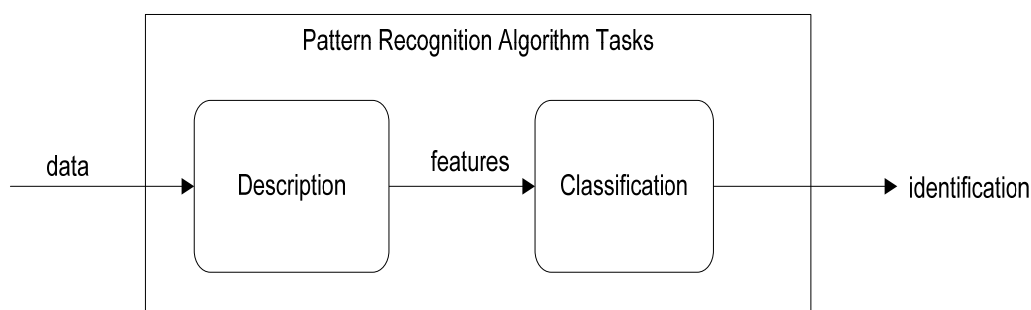 Pattern Recognition Algorithm Tasks
data
Description
features
Classification
identification